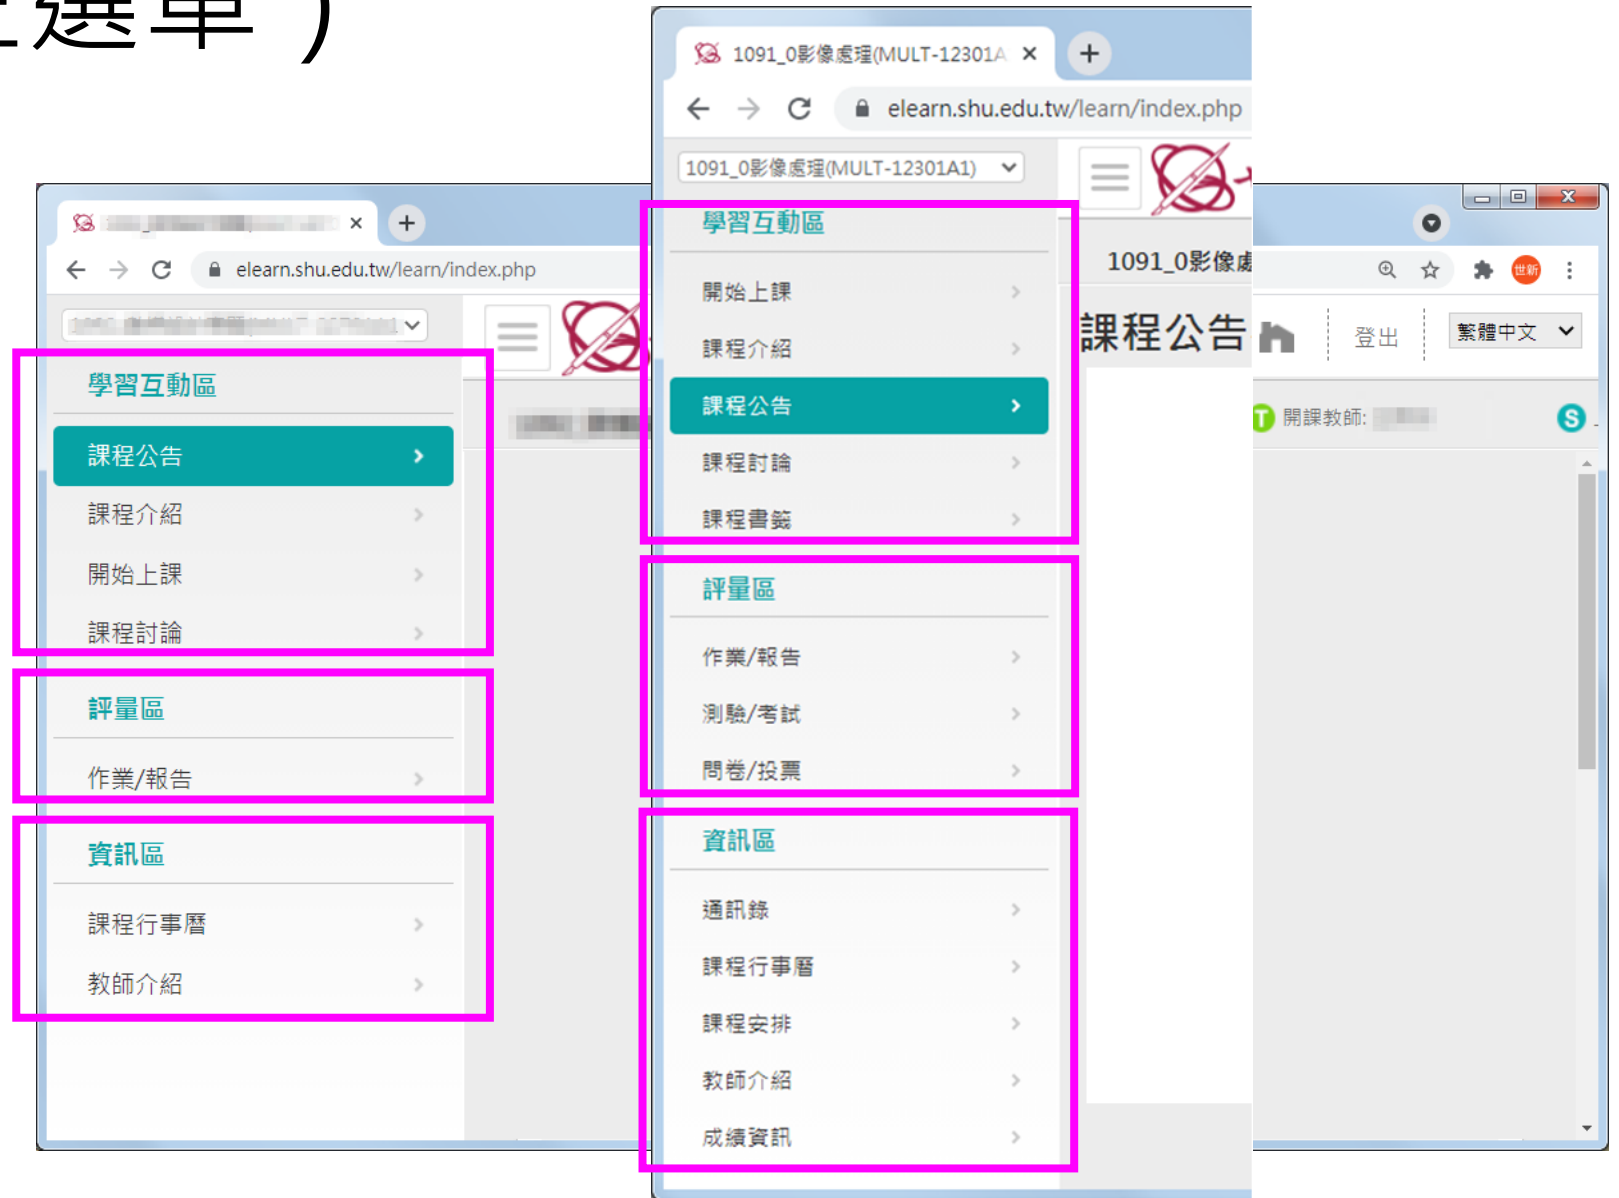 選單）
1091_0影像處理(MULT-12301A
elearn.shu.edu.tw/learn/index.php
1091_0影像處理(MULT-12301A1)
學習互動區
開始上課
課程介紹
課程公告
課程討論
課程書籤
評量區
作業/報告
測驗/考試
問卷/投票
資訊區
通訊錄
課程行事曆
課程安排
教師介紹
成績資訊
1091_0影像處
課程公告
elearn.shu.edu.tw/learn/index.php
學習互動區
課程公告
課程介紹
開始上課
課程討論
評量區
作業/報告
資訊區
課程行事曆
教師介紹
世新
登出
繁體中文
T 開課教師:
S